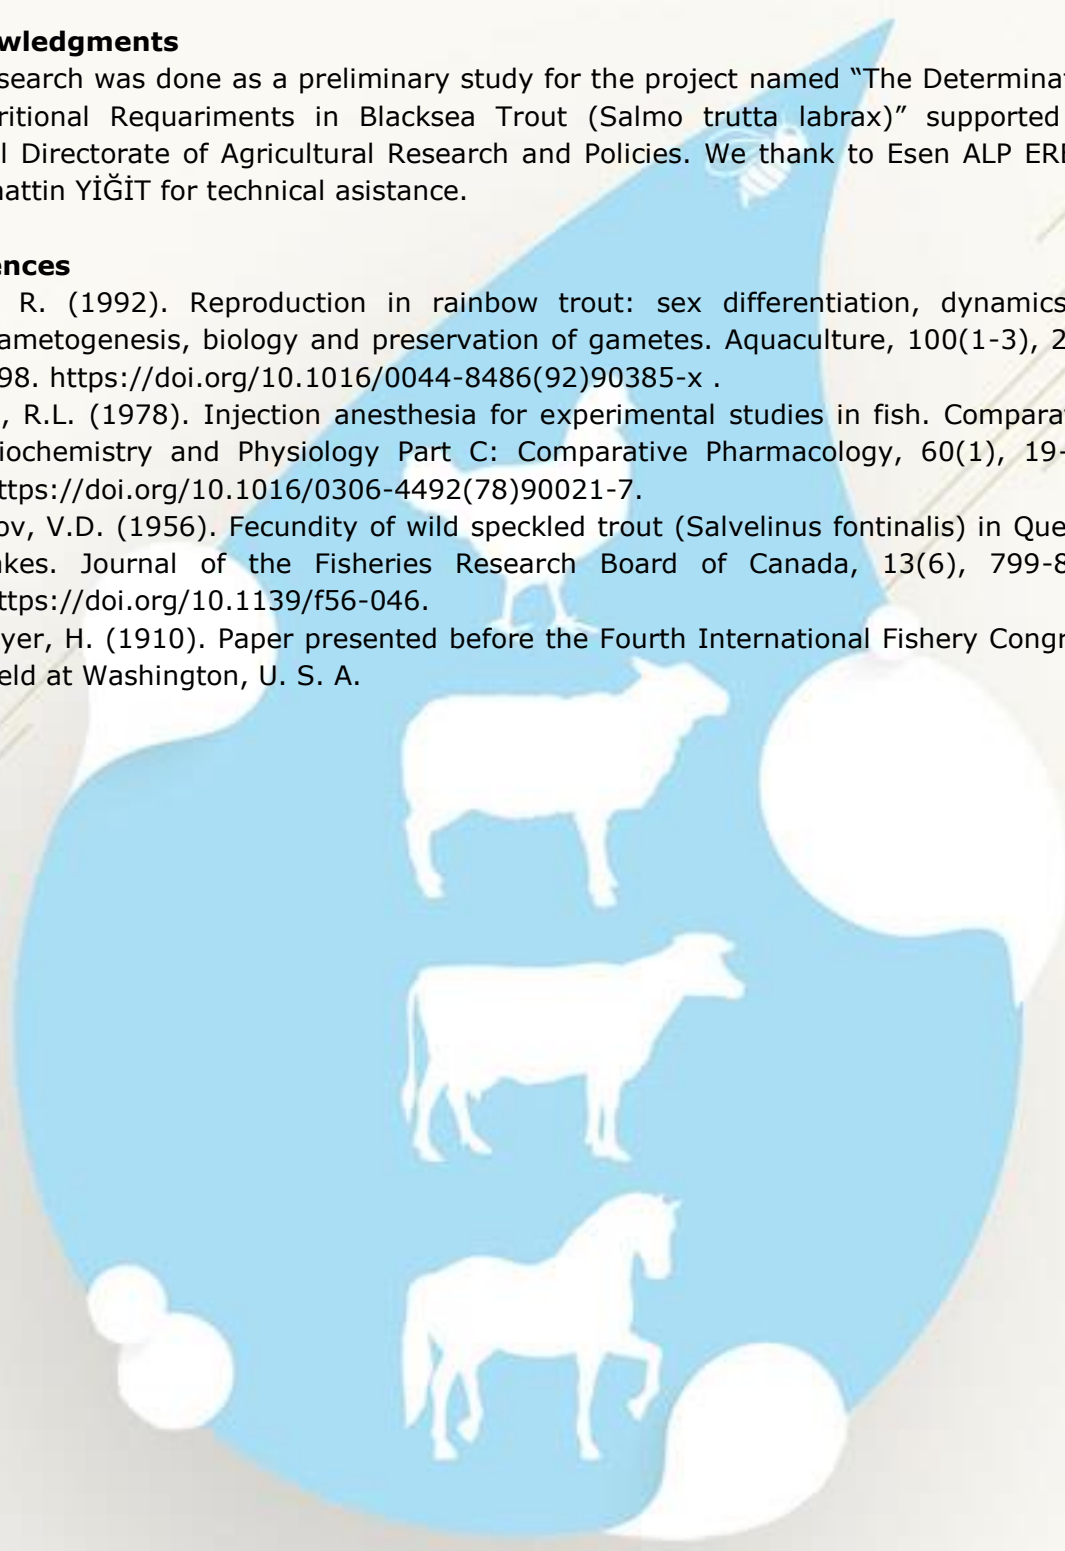 wledgments
search was done as a preliminary study for the project named “The Determinat
ritional Requariments in Blacksea Trout (Salmo trutta labrax)” supported
l Directorate of Agricultural Research and Policies. We thank to Esen ALP ERE
attin YİĞİT for technical asistance.
ences
R. (1992). Reproduction in rainbow trout: sex differentiation, dynamics
ametogenesis, biology and preservation of gametes. Aquaculture, 100(1-3), 2
98. https://doi.org/10.1016/0044-8486(92)90385-x .
, R.L. (1978). Injection anesthesia for experimental studies in fish. Comparat
iochemistry and Physiology Part C: Comparative Pharmacology, 60(1), 19-
ttps://doi.org/10.1016/0306-4492(78)90021-7.
ov, V.D. (1956). Fecundity of wild speckled trout (Salvelinus fontinalis) in Que
akes. Journal of the Fisheries Research Board of Canada, 13(6), 799-8
ttps://doi.org/10.1139/f56-046.
yer, H. (1910). Paper presented before the Fourth International Fishery Congr
eld at Washington, U. S. A.